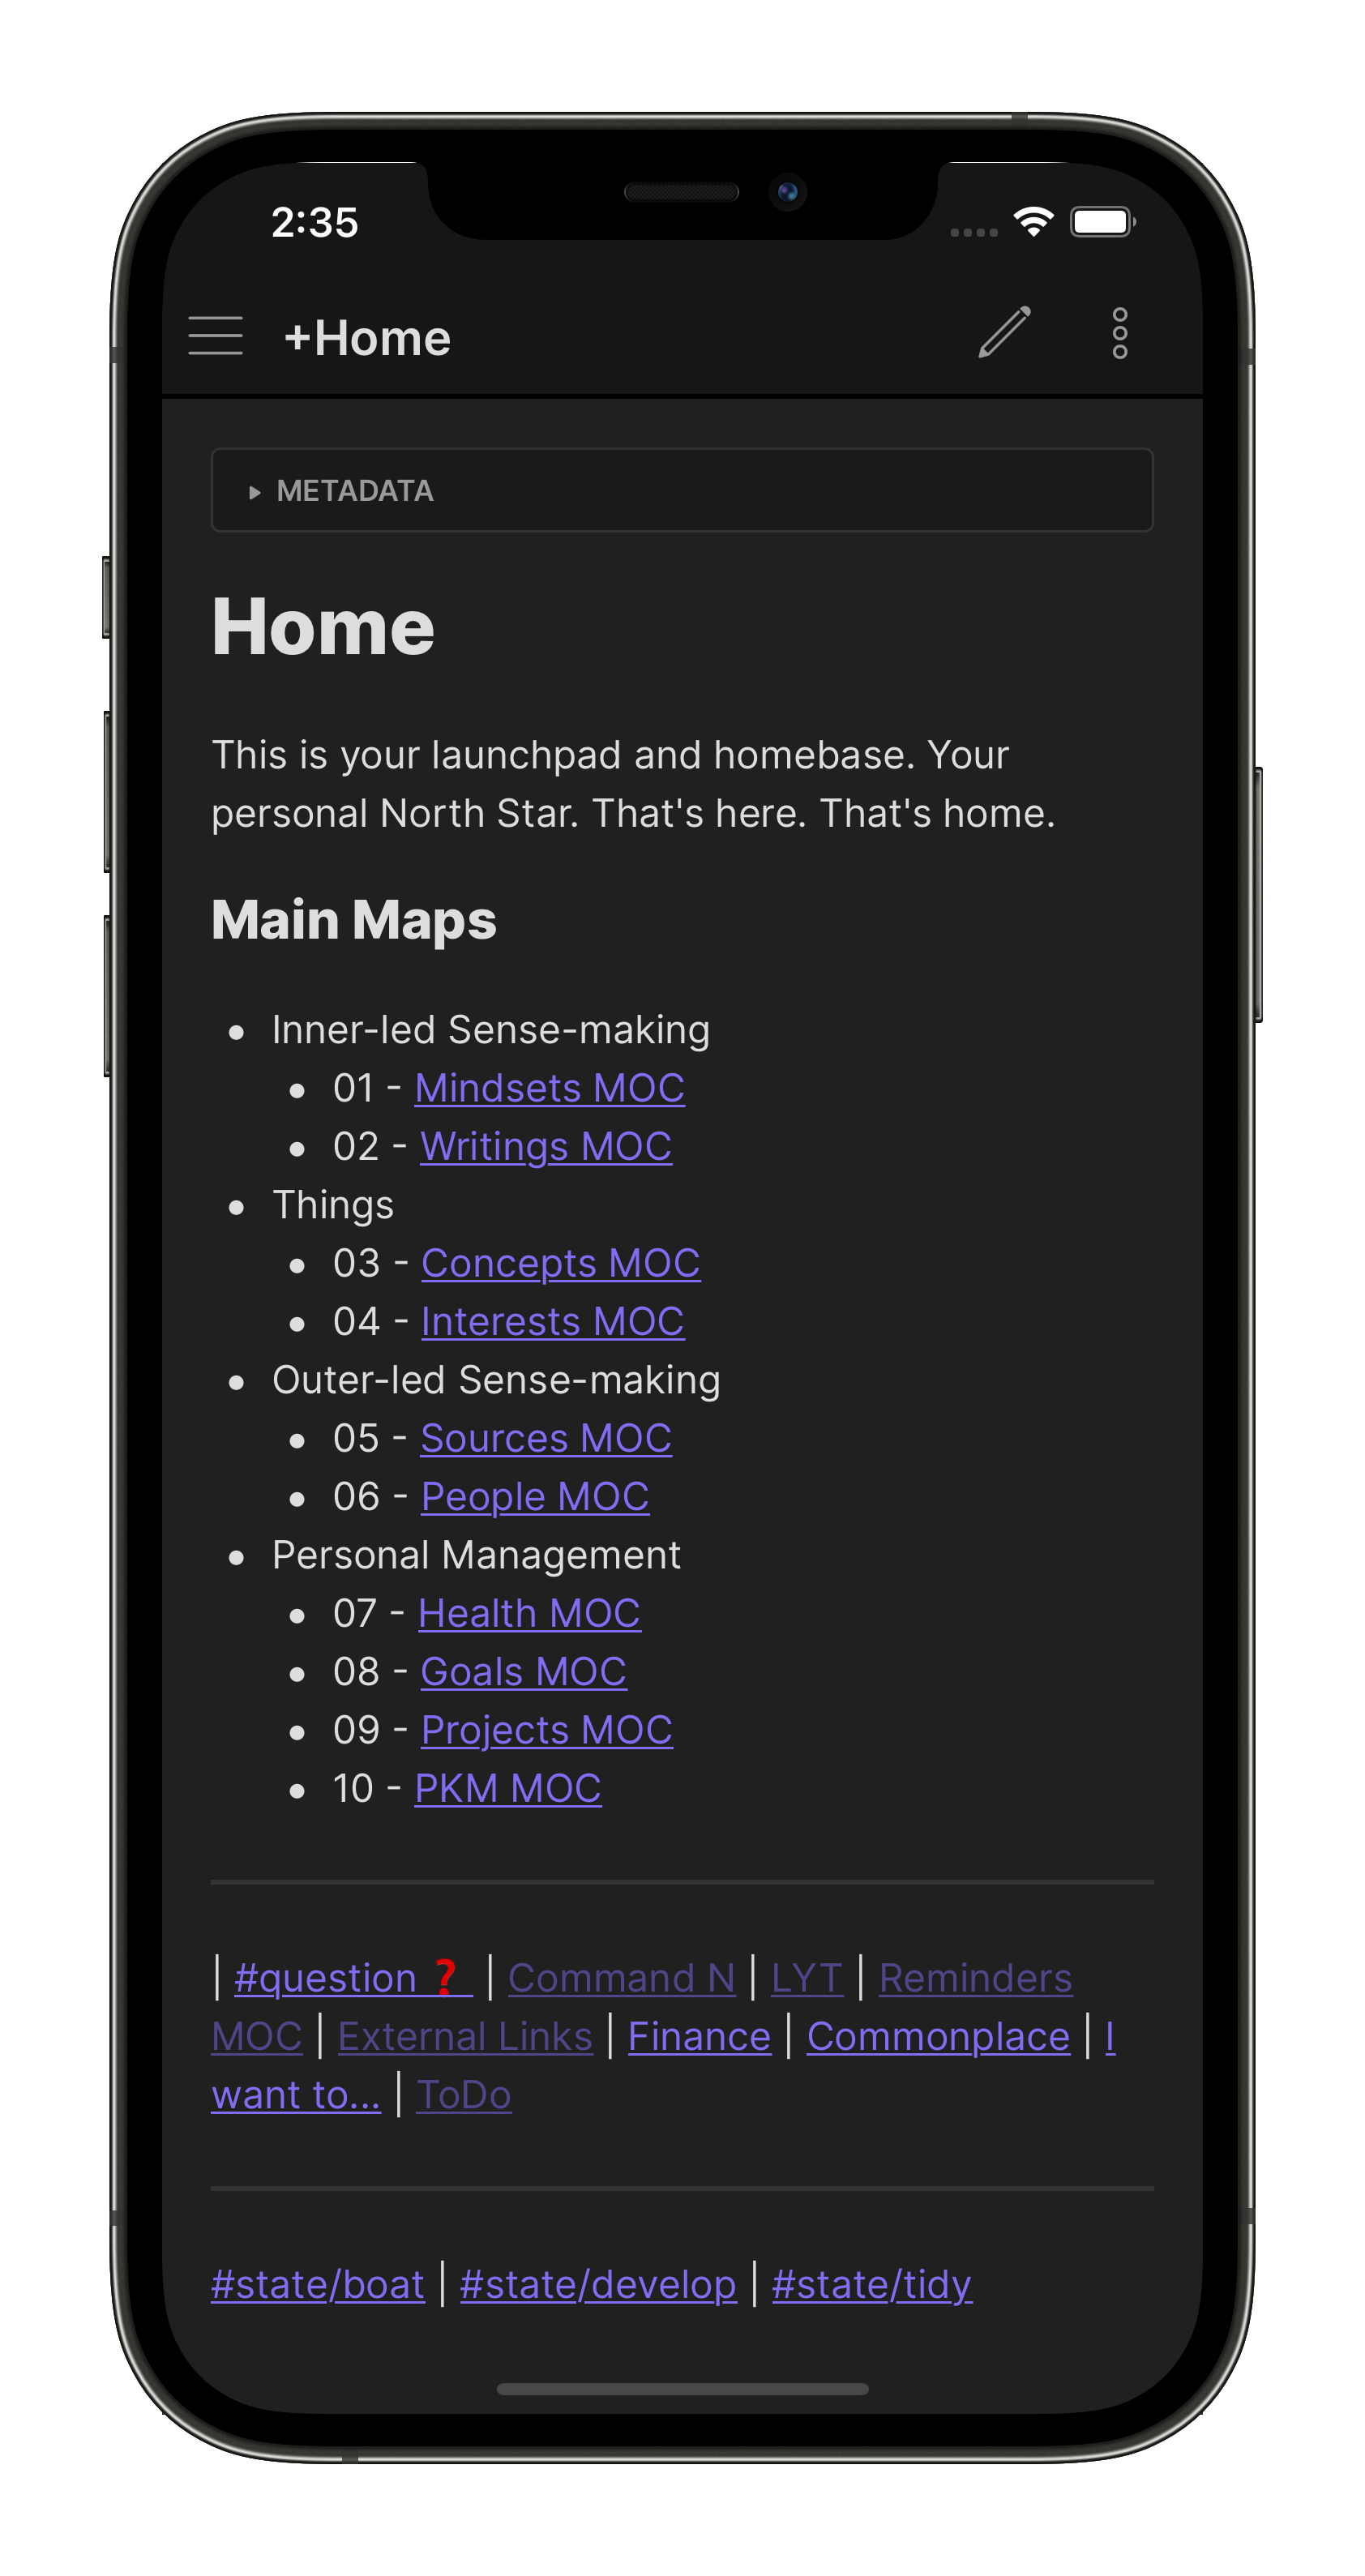 2:35
+Home
METADATA
Home
This is your launchpad and homebase. Your
personal North Star. That's here. That's home.
Main Maps
Inner-led Sense-making
01 - Mindsets MOC
02 - Writings MOC
Things
03 - Concepts MOC
04 - Interests MOC
Outer-led Sense-making
05 - Sources MOC
06 - People MOC
Personal Management
07 - Health MOC
08 - Goals MOC
09 - Projects MOC
10 - PKM MOC
| #question❓ | Command N | LYT | Reminders
MOC | External Links | Finance | Commonplace | I
want to... | ToDo
#state/boat | #state/develop | #state/tidy